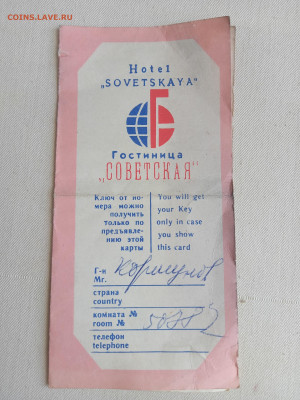 COINS.LAVE.RU
Hotel
„SOVETSKAYA"
Гостиница
„СОВЕТСКАЯ"
Ключ от но-
мера можно
получить
только по
предъявле-
нию этой
карты
You will get
your Key
only in case
you show
this card
Г-н
Mr.
страна
country
комната №
room №
телефон
telephone